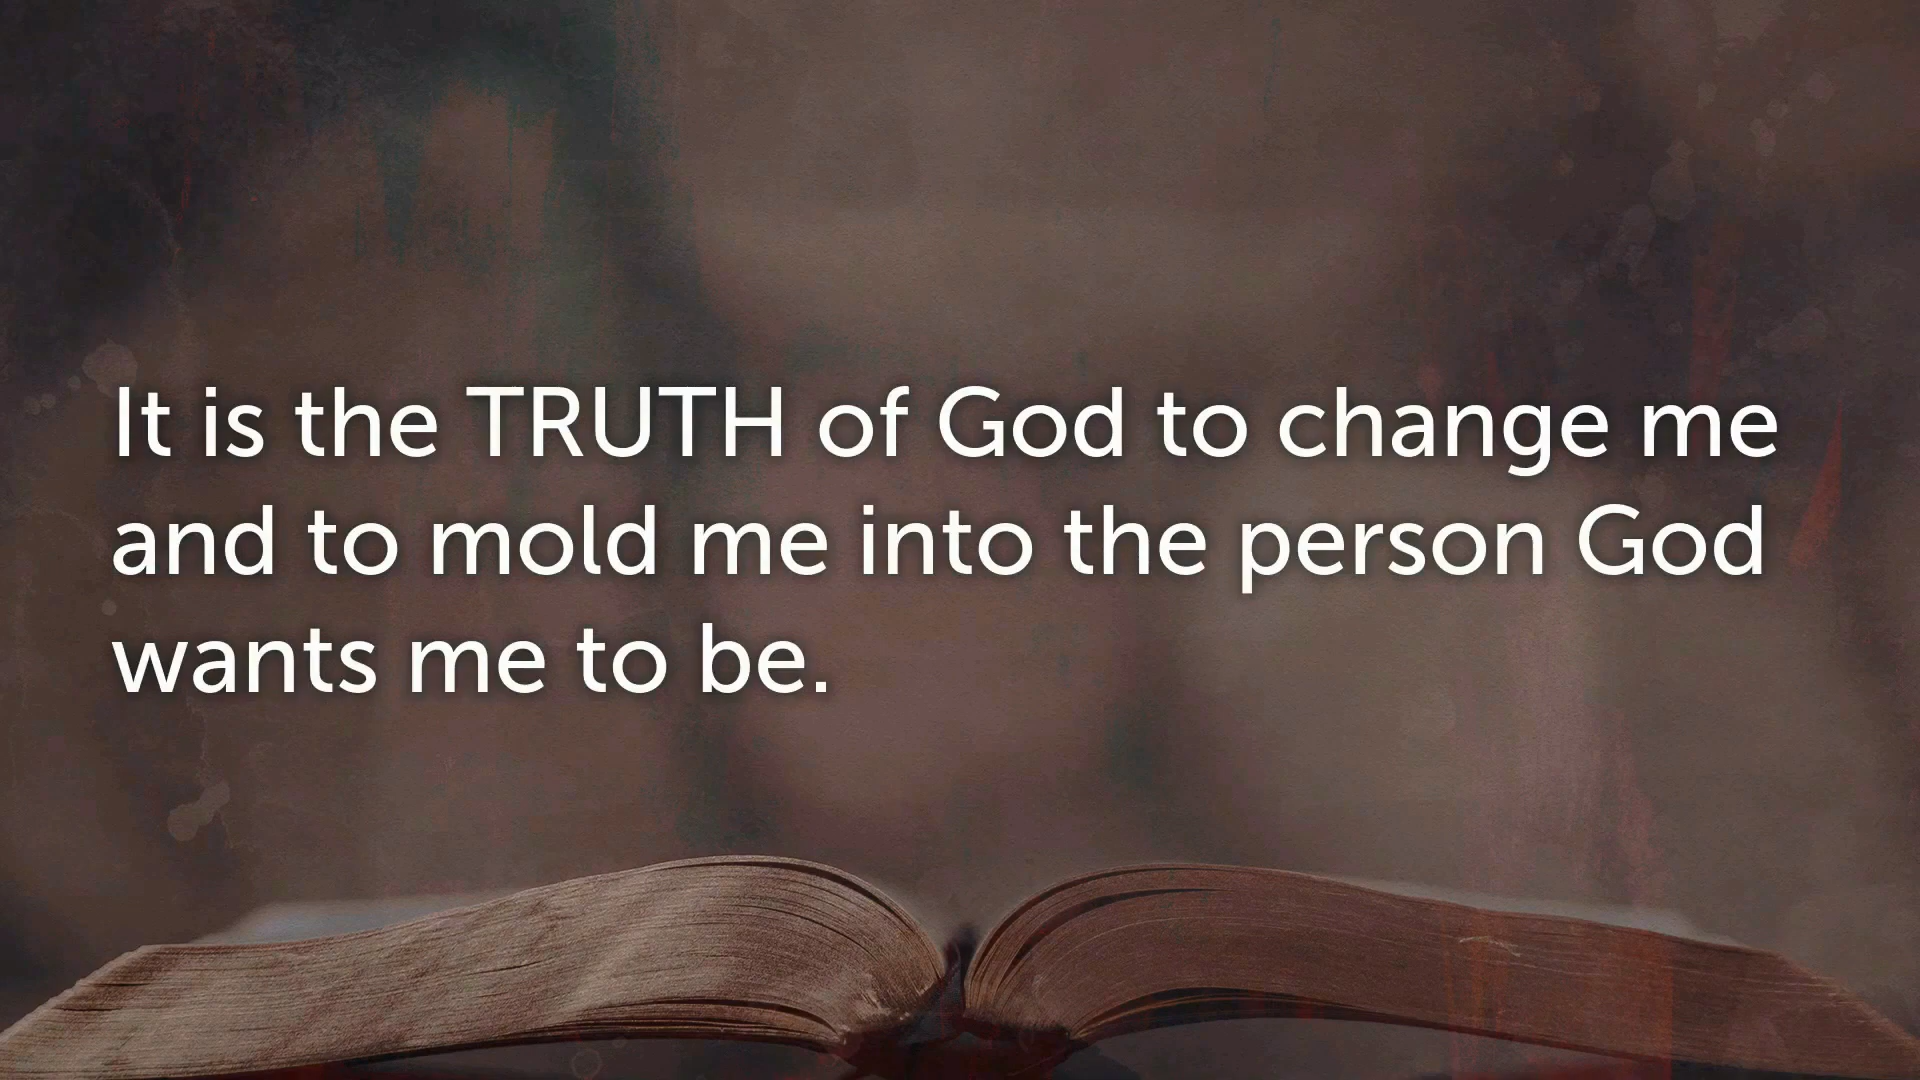 It is the TRUTH of God to change me
and to mold me into the person God
wants me to be.